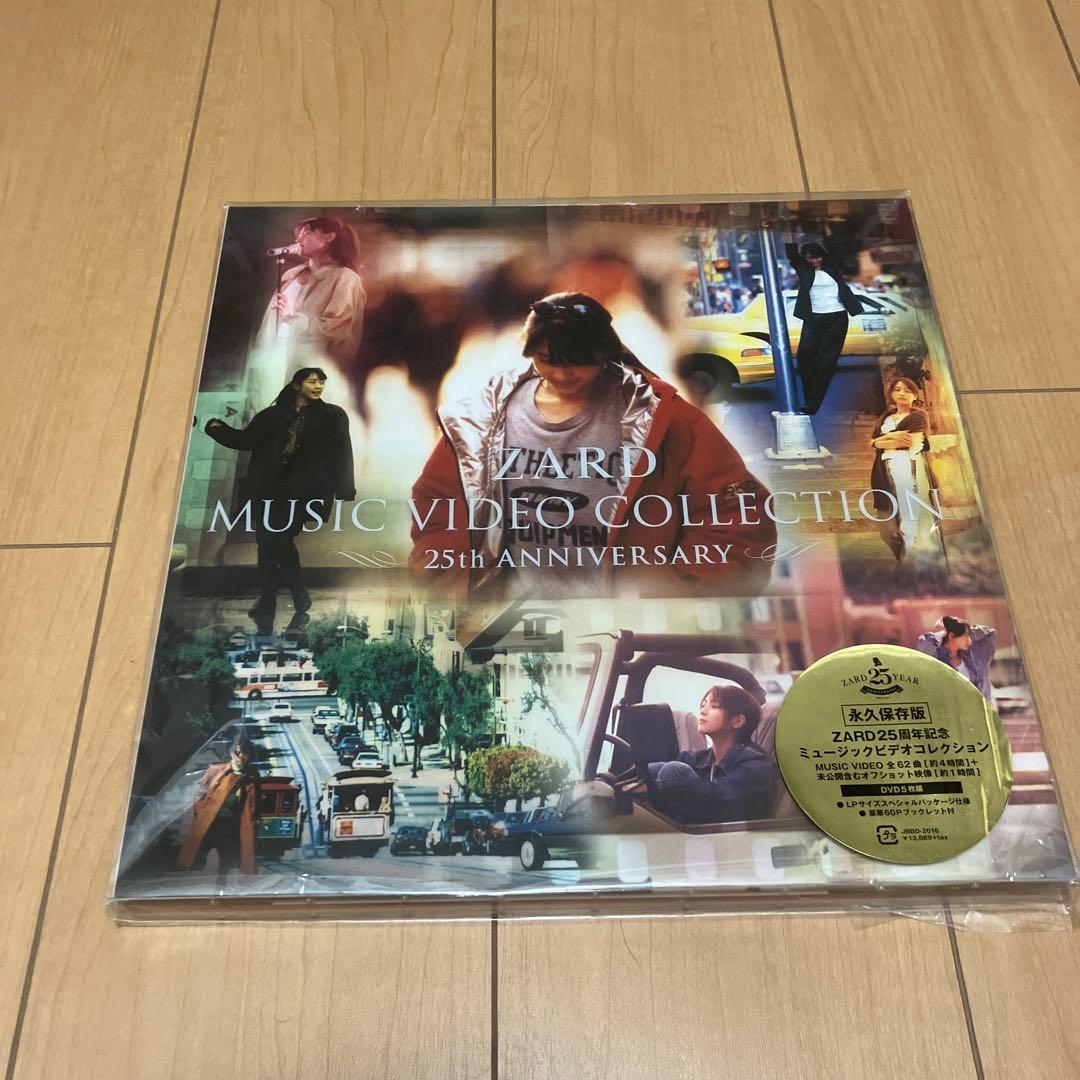 ZARD
MUSIC VIDEO COLLECTION
25th ANNIVERSARY
ZARD 25 YEAR
ANNIVERSARY
永久保存版
ZARD25周年記念
ミュージックビデオコレクション
MUSIC VIDEO 全62曲[約4時間]+
未公開含むオフショット映像[約1時間]
DVD5枚組
●LPサイズスペシャルパッケージ仕様
●豪華60Pブックレット付
プラ
JBBD-2016
¥13,889+tax